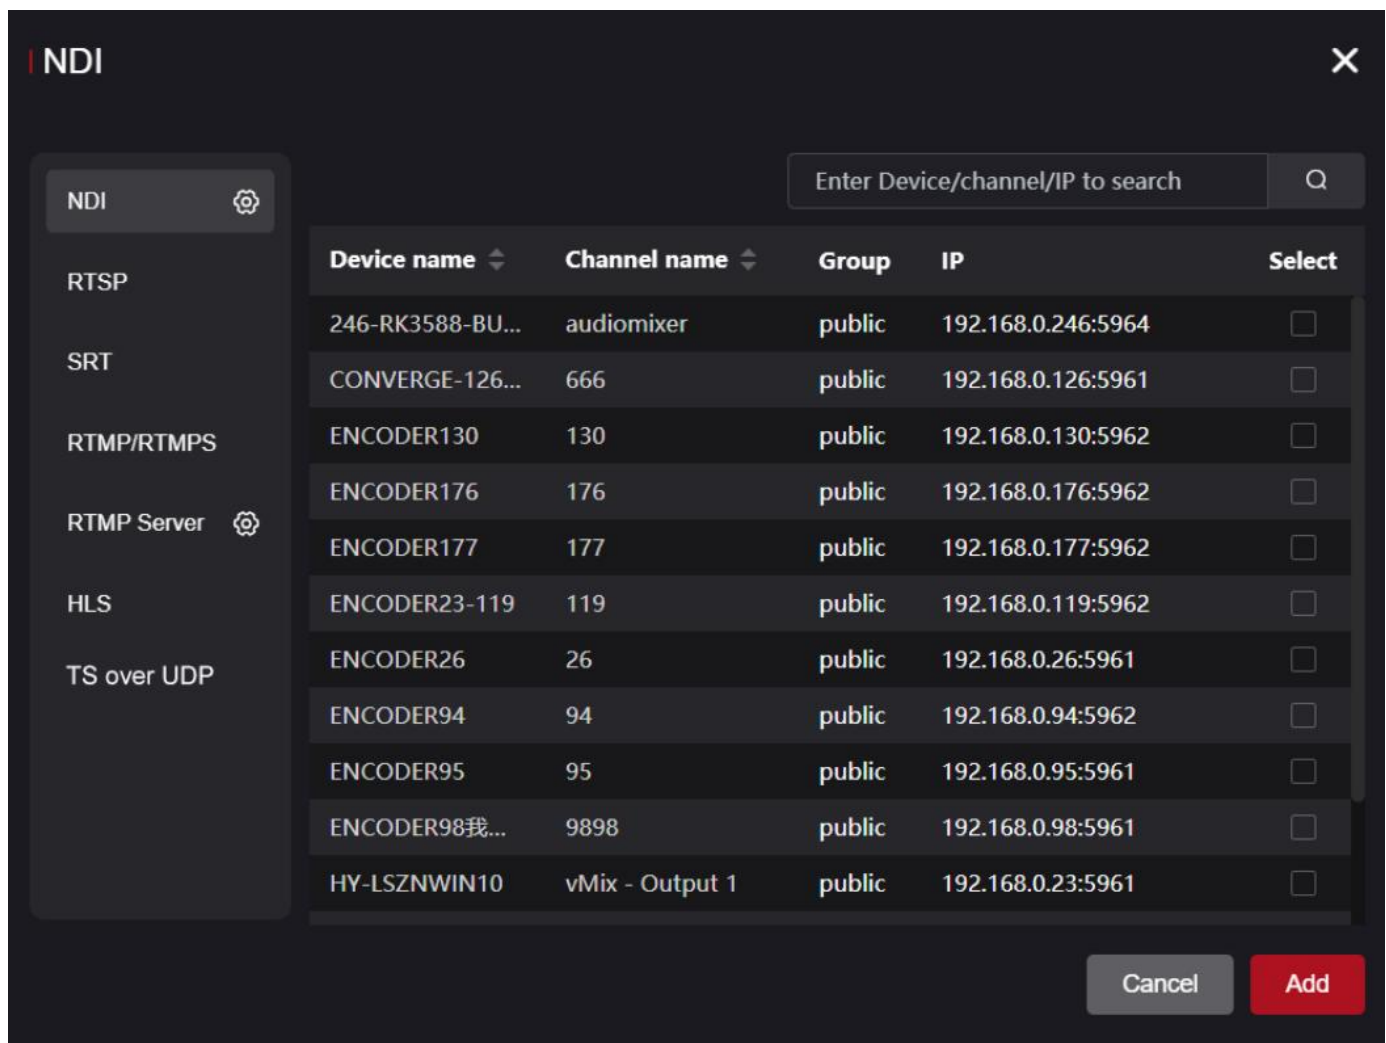 NDI
Enter Device/channel/IP to search
NDI
RTSP
SRT
RTMP/RTMPS
RTMP Server
HLS
TS over UDP
Device name Channel name Group IP Select
246-RK3588-BU... audiomixer public 192.168.0.246:5964
CONVERGE-126... 666 public 192.168.0.126:5961
ENCODER130 130 public 192.168.0.130:5962
ENCODER176 176 public 192.168.0.176:5962
ENCODER177 177 public 192.168.0.177:5962
ENCODER23-119 119 public 192.168.0.119:5962
ENCODER26 26 public 192.168.0.26:5961
ENCODER94 94 public 192.168.0.94:5962
ENCODER95 95 public 192.168.0.95:5961
ENCODER98我... 9898 public 192.168.0.98:5961
HY-LSZNWIN10 vMix - Output 1 public 192.168.0.23:5961
Cancel Add